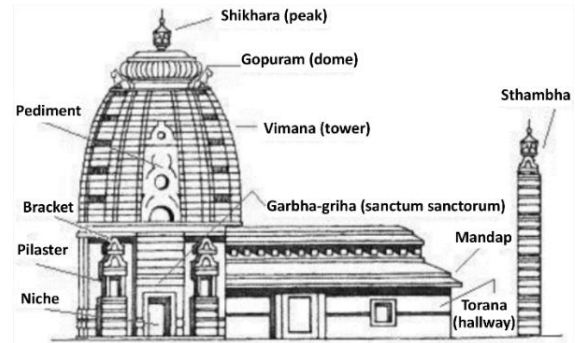 Shikhara (peak)
Gopuram (dome)
Sthambha
Pediment
Vimana (tower)
Bracket
Garbha-griha (sanctum sanctorum)
Mandap
Pilaster
Niche
Torana
(hallway)